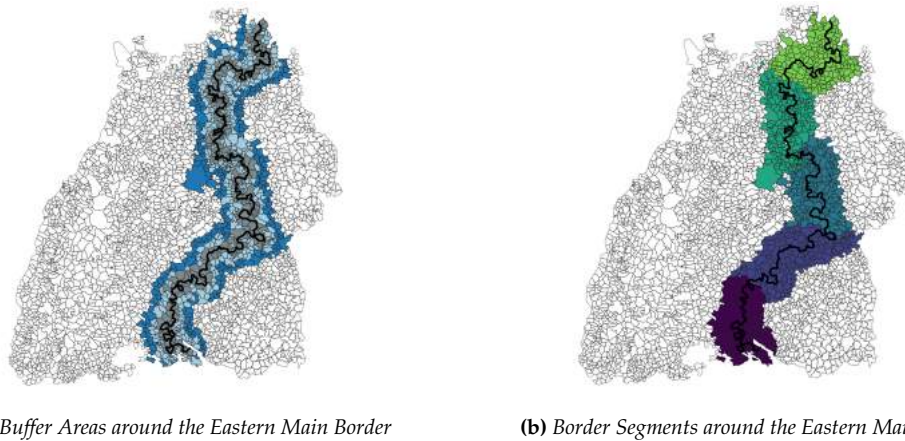 Buffer Areas around the Eastern Main Border
(b) Border Segments around the Eastern Mai